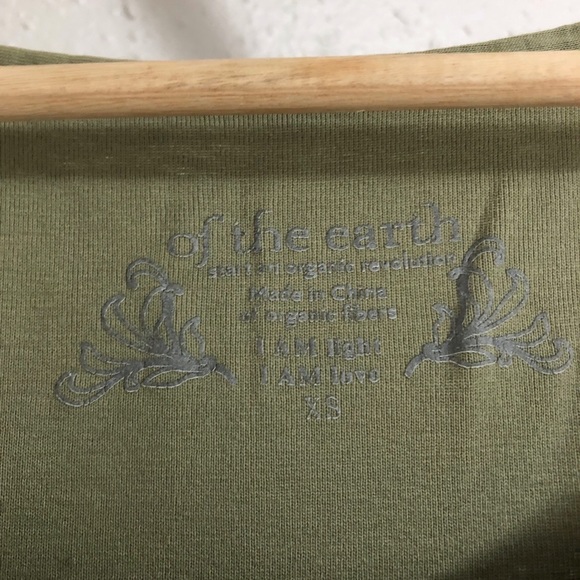 of the earth
start an organic revolution
Made in China
of organic fibers
I AM light
I AM love
XS